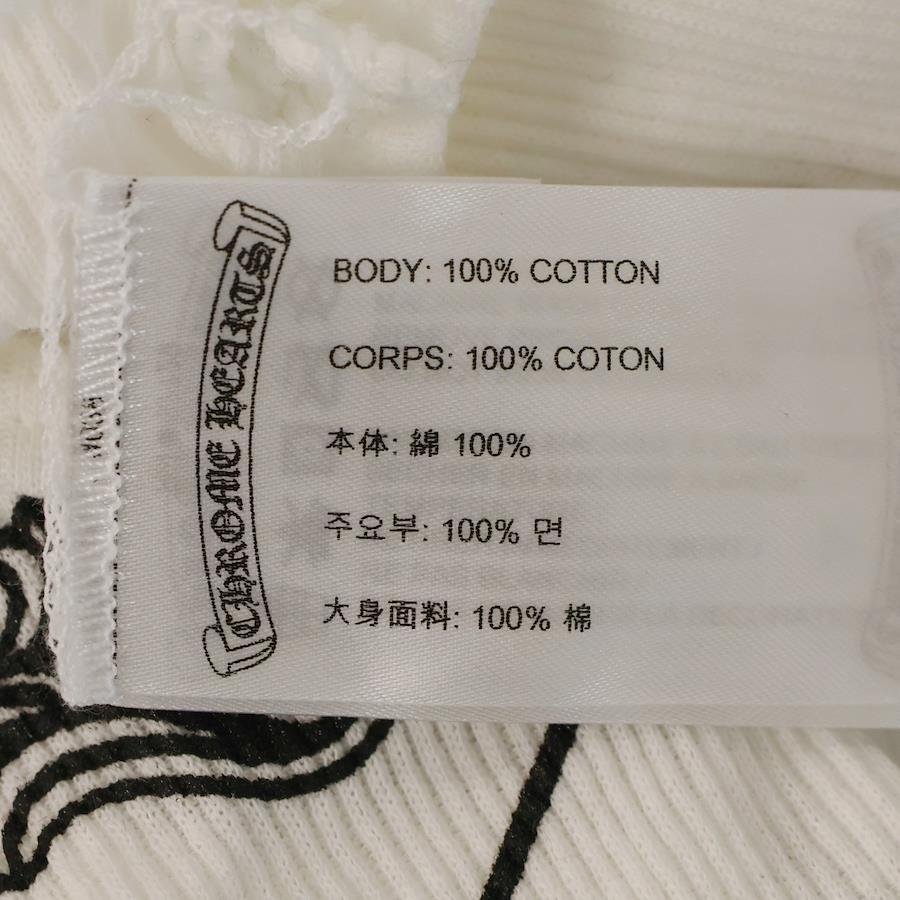 CHROME HEARTS
BODY: 100% COTTON
CORPS: 100% COTON
本体: 綿 100%
주요부: 100% 면
大身面料: 100% 棉